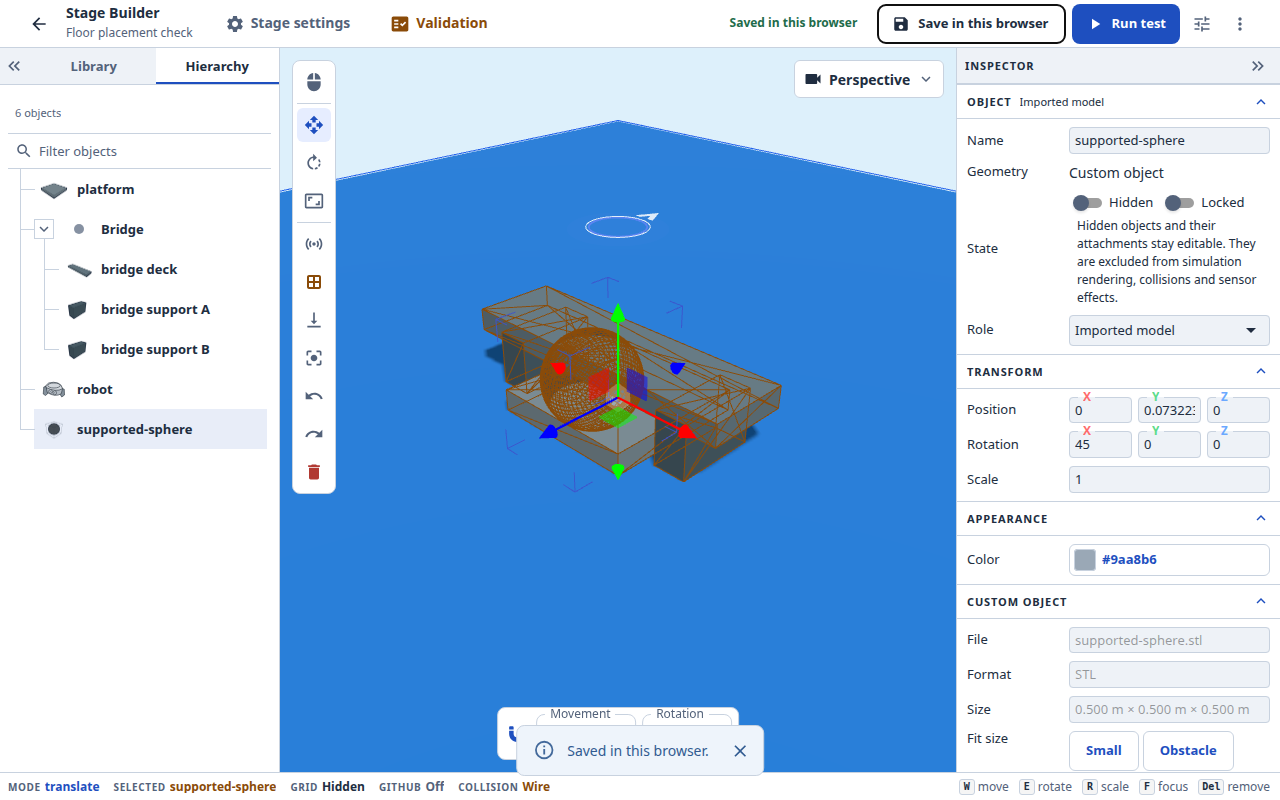 Stage Builder
Floor placement check
Stage settings
Validation
Saved in this browser
Save in this browser
Run test
Library
Hierarchy
6 objects
Filter objects
platform
Bridge
bridge deck
bridge support A
bridge support B
robot
supported-sphere
Perspective
Movement
Rotation
Saved in this browser.
INSPECTOR
OBJECT Imported model
Name supported-sphere
Geometry Custom object
Hidden Locked
State
Hidden objects and their
attachments stay editable. They
are excluded from simulation
rendering, collisions and sensor
effects.
Role Imported model
TRANSFORM
X Y Z
Position 0 0.073223 0
X Y Z
Rotation 45 0 0
Scale 1
APPEARANCE
Color #9aa8b6
CUSTOM OBJECT
File supported-sphere.stl
Format STL
Size 0.500 m × 0.500 m × 0.500 m
Fit size Small Obstacle
MODE translate SELECTED supported-sphere GRID Hidden GITHUB Off COLLISION Wire
W move E rotate R scale F focus Del remove